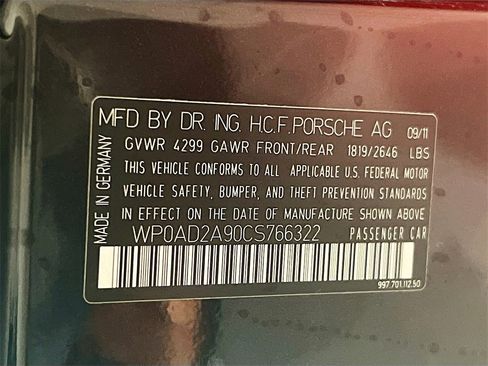 MFD BY DR. ING. H.C.F. PORSCHE AG 09/11
GVWR 4299 GAWR FRONT/REAR 1819/2646 LBS
THIS VEHICLE CONFORMS TO ALL APPLICABLE U.S. FEDERAL MOTOR
VEHICLE SAFETY, BUMPER, AND THEFT PREVENTION STANDARDS
IN EFFECT ON THE DATE OF MANUFACTURE SHOWN ABOVE
WP0AD2A90CS766322 PASSENGER CAR
997.701.112.50
MADE IN GERMANY